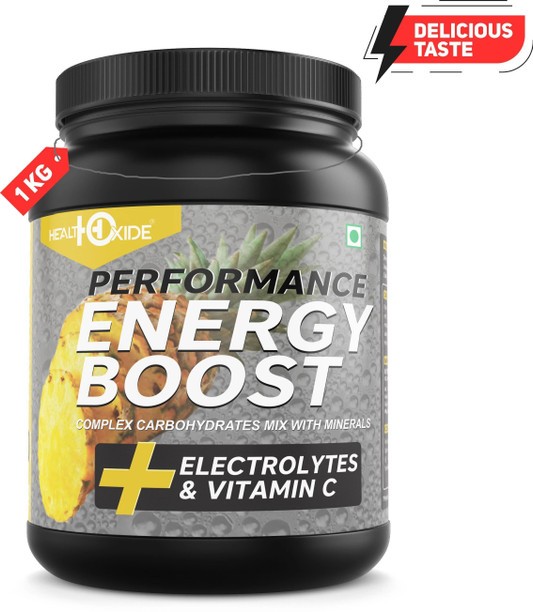 DELICIOUS
TASTE
1 KG
HEALTHOXIDE®
PERFORMANCE
ENERGY
BOOST
COMPLEX CARBOHYDRATES MIX WITH MINERALS
+ ELECTROLYTES
& VITAMIN C